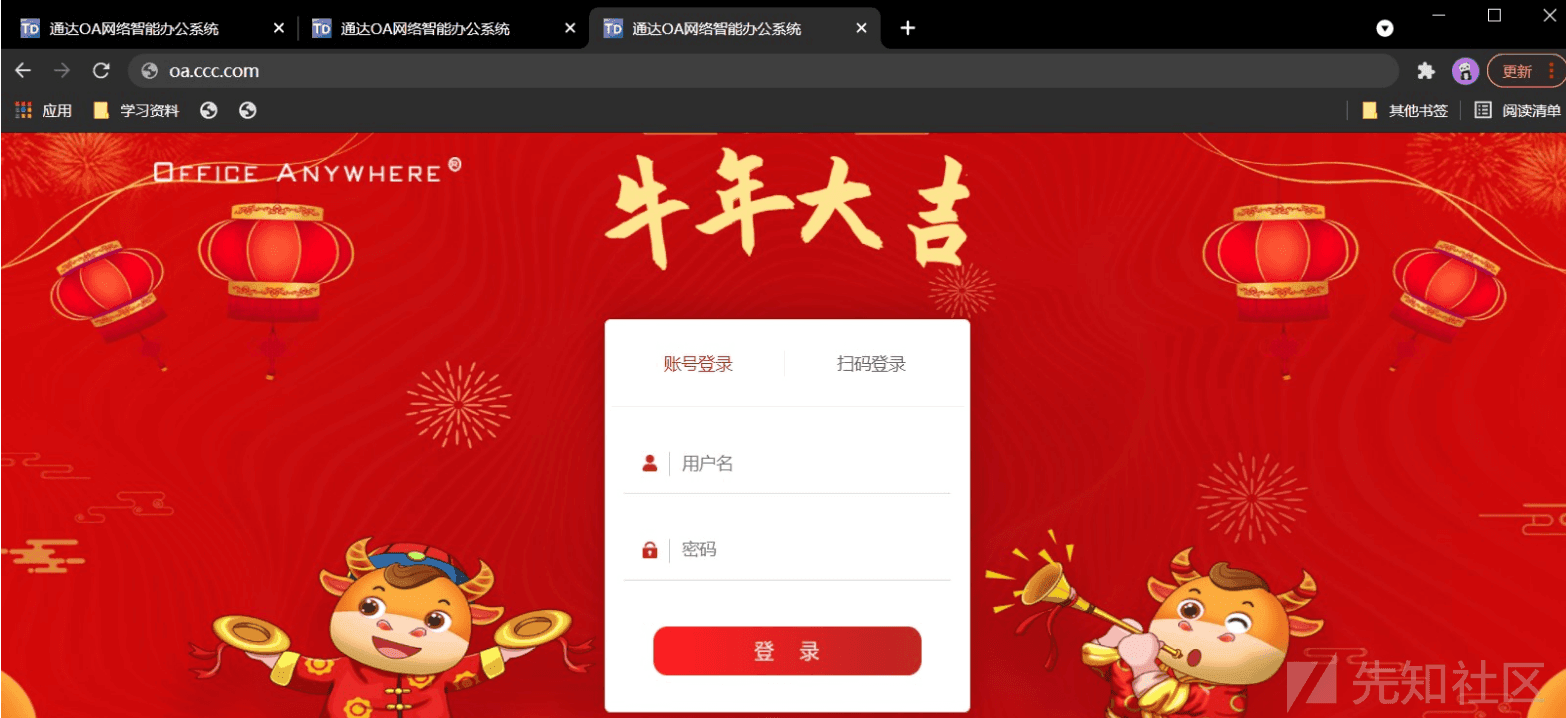 通达OA网络智能办公系统
通达OA网络智能办公系统
通达OA网络智能办公系统
oa.ccc.com
更新
应用
学习资料
其他书签
阅读清单
OFFICE ANYWHERE®
牛年大吉
账号登录
扫码登录
用户名
密码
登 录
先知社区